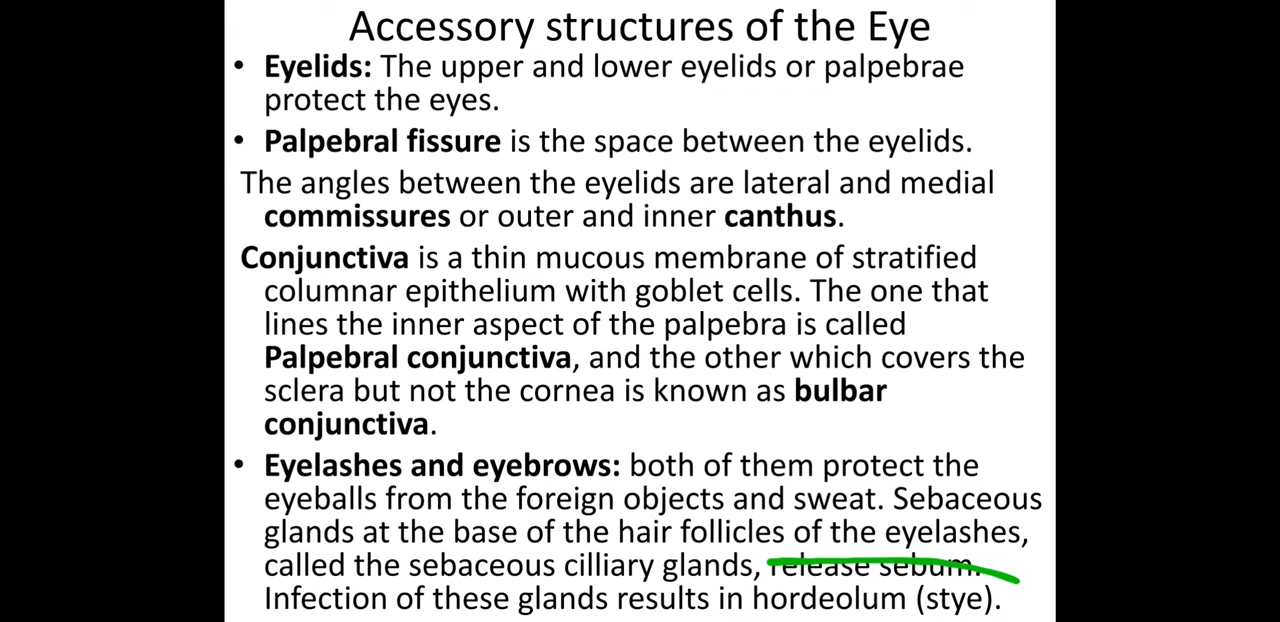 Accessory structures of the Eye
• Eyelids: The upper and lower eyelids or palpebrae
protect the eyes.
• Palpebral fissure is the space between the eyelids.
The angles between the eyelids are lateral and medial
commissures or outer and inner canthus.
Conjunctiva is a thin mucous membrane of stratified
columnar epithelium with goblet cells. The one that
lines the inner aspect of the palpebra is called
Palpebral conjunctiva, and the other which covers the
sclera but not the cornea is known as bulbar
conjunctiva.
• Eyelashes and eyebrows: both of them protect the
eyeballs from the foreign objects and sweat. Sebaceous
glands at the base of the hair follicles of the eyelashes,
called the sebaceous cilliary glands, release sebum.
Infection of these glands results in hordeolum (stye).